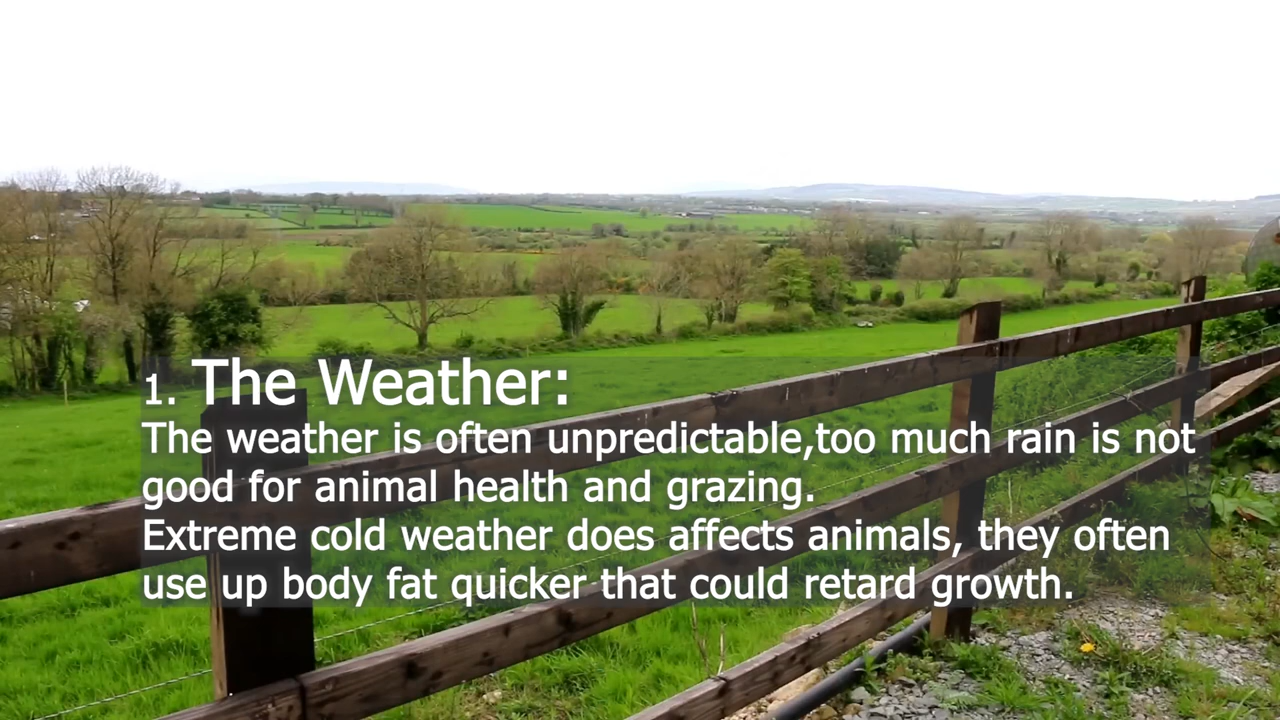 1. The Weather:
The weather is often unpredictable,too much rain is not
good for animal health and grazing.
Extreme cold weather does affects animals, they often
use up body fat quicker that could retard growth.